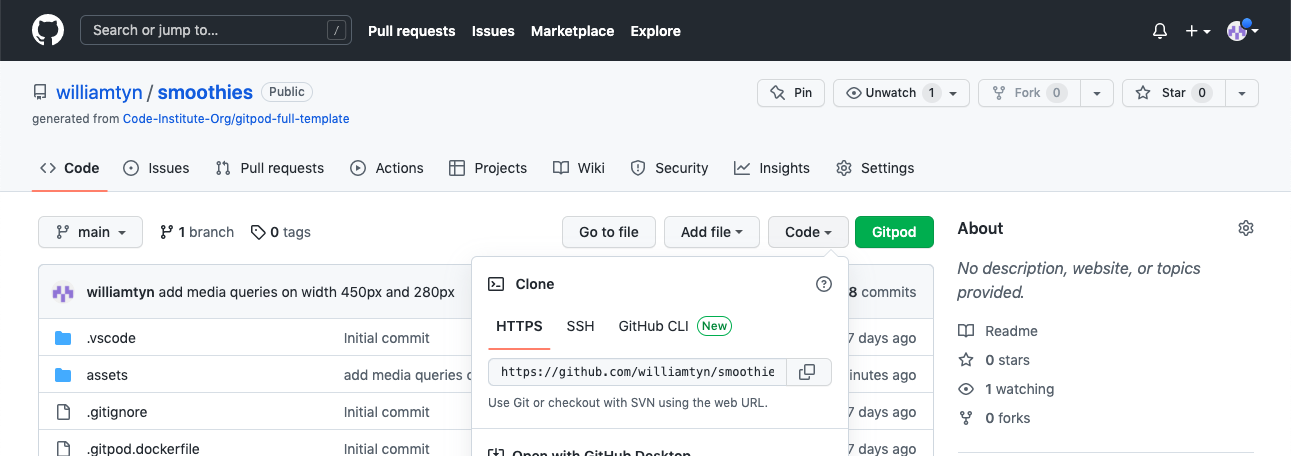 Search or jump to… /
Pull requests Issues Marketplace Explore
williamtyn / smoothies Public
generated from Code-Institute-Org/gitpod-full-template
Pin Unwatch 1 Fork 0 Star 0
Code Issues Pull requests Actions Projects Wiki Security Insights Settings
main 1 branch 0 tags Go to file Add file Code Gitpod
About
No description, website, or topics
provided.
Readme
0 stars
1 watching
0 forks
williamtyn add media queries on width 450px and 280px 8 commits
.vscode Initial commit 7 days ago
assets add media queries
.gitignore Initial commit 7 days ago
.gitpod.dockerfile Initial commit 7 days ago
Clone
HTTPS SSH GitHub CLI New
https://github.com/williamtyn/smoothie
Use Git or checkout with SVN using the web URL.
Open with GitHub Desktop